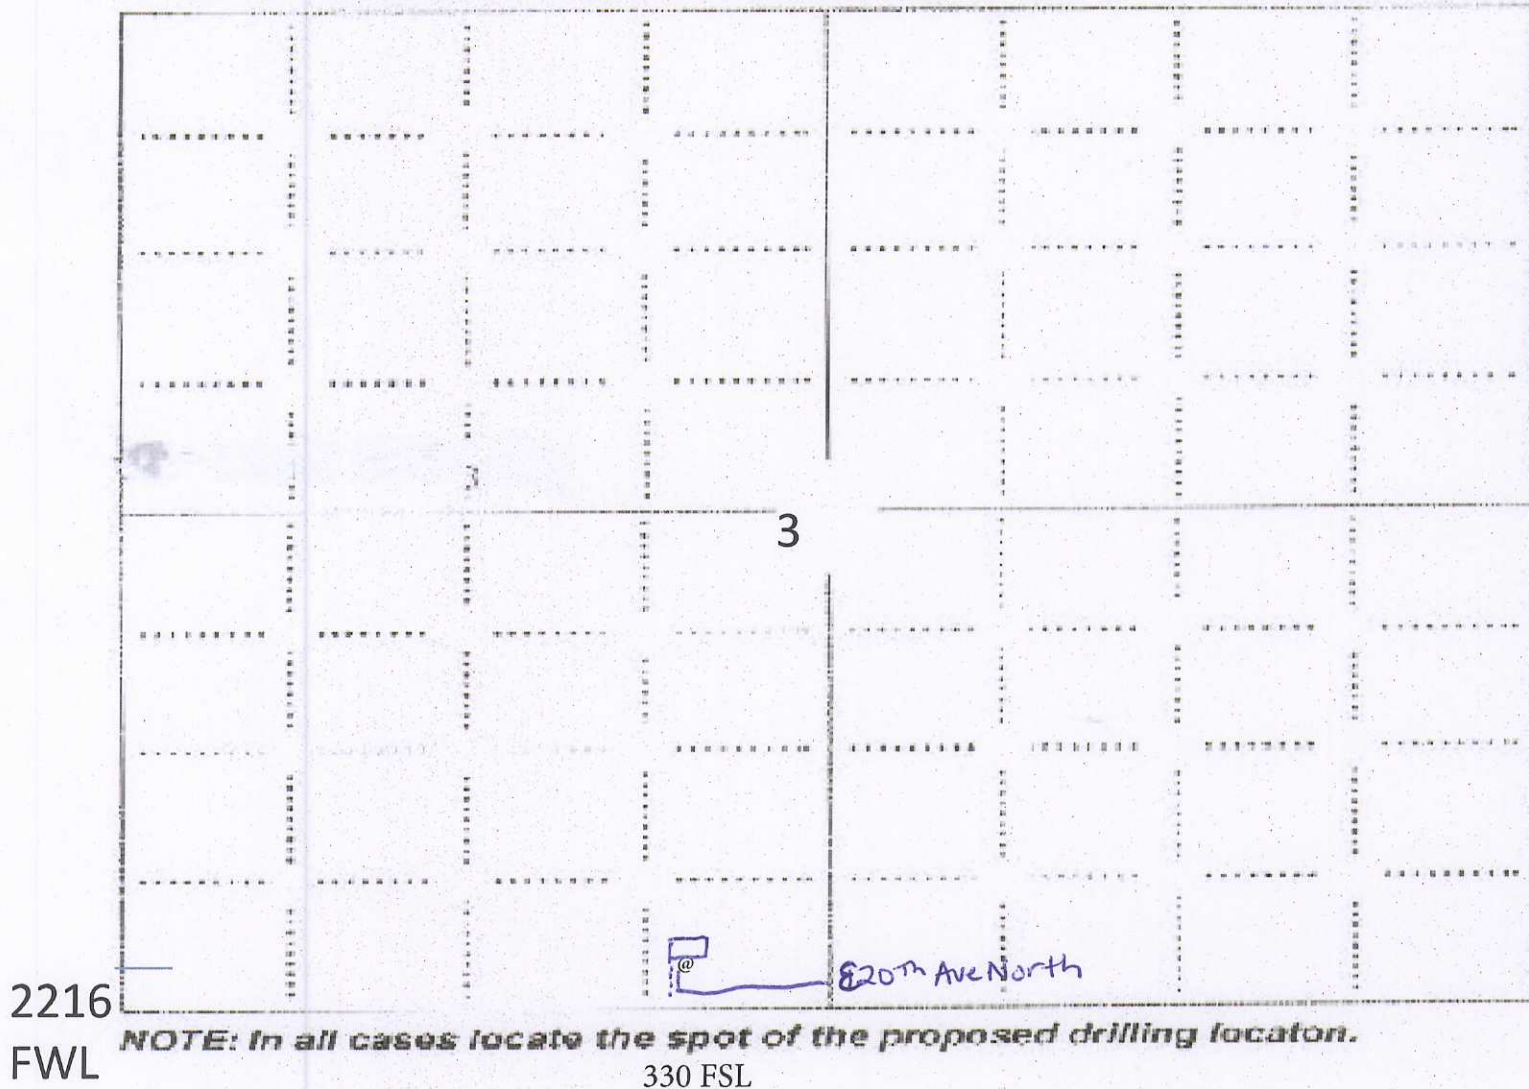 3
@
E20th Ave North
2216
FWL
NOTE: In all cases locate the spot of the proposed drilling locaton.
330 FSL